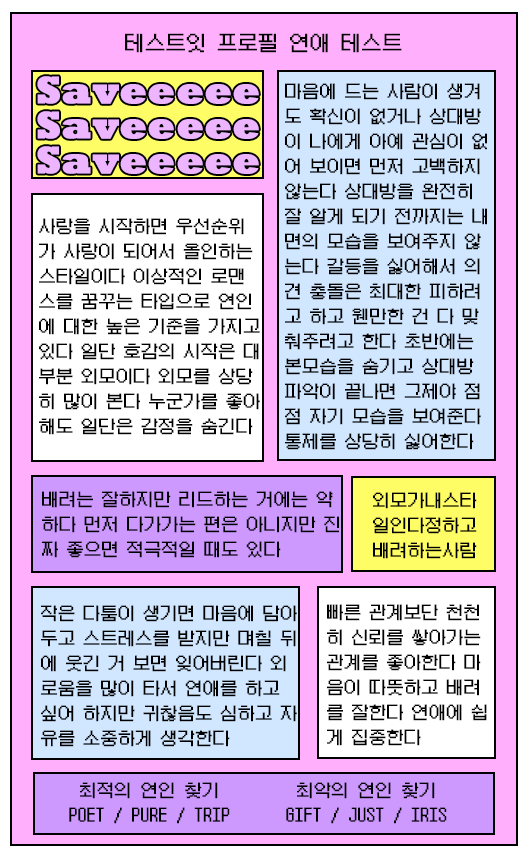 테스트잇 프로필 연애 테스트
Saveeeee
Saveeeee
Saveeeee
사랑을 시작하면 우선순위
가 사랑이 되어서 올인하는
스타일이다 이상적인 로맨
스를 꿈꾸는 타입으로 연인
에 대한 높은 기준을 가지고
있다 일단 호감의 시작은 대
부분 외모이다 외모를 상당
히 많이 본다 누군가를 좋아
해도 일단은 감정을 숨긴다
마음에 드는 사람이 생겨
도 확신이 없거나 상대방
이 나에게 아예 관심이 없
어 보이면 먼저 고백하지
않는다 상대방을 완전히
잘 알게 되기 전까지는 내
면의 모습을 보여주지 않
는다 갈등을 싫어해서 의
견 충돌은 최대한 피하려
고 하고 웬만한 건 다 맞
춰주려고 한다 초반에는
본모습을 숨기고 상대방
파악이 끝나면 그제야 점
점 자기 모습을 보여준다
통제를 상당히 싫어한다
배려는 잘하지만 리드하는 거에는 약
하다 먼저 다가가는 편은 아니지만 진
짜 좋으면 적극적일 때도 있다
외모가내스타
일인다정하고
배려하는사람
작은 다툼이 생기면 마음에 담아
두고 스트레스를 받지만 며칠 뒤
에 웃긴 거 보면 잊어버린다 외
로움을 많이 타서 연애를 하고
싶어 하지만 귀찮음도 심하고 자
유를 소중하게 생각한다
빠른 관계보단 천천
히 신뢰를 쌓아가는
관계를 좋아한다 마
음이 따뜻하고 배려
를 잘한다 연애에 쉽
게 집중한다
최적의 연인 찾기
POET / PURE / TRIP
최악의 연인 찾기
GIFT / JUST / IRIS